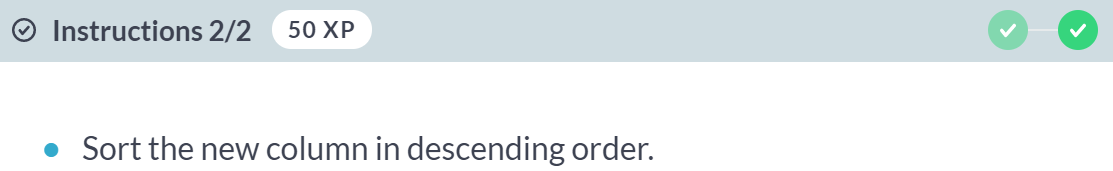 Instructions 2/2 50 XP
Sort the new column in descending order.